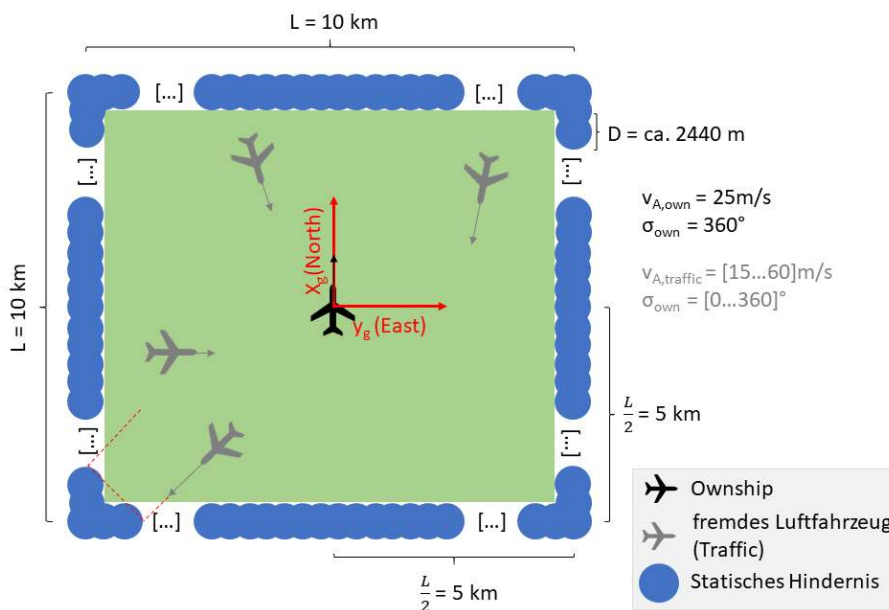 L = 10 km
[...] [...]
D = ca. 2440 m
[...] [...]
v_A,own = 25m/s
σ_own = 360°
X_g (North)
v_A,traffic = [15...60]m/s
σ_own = [0...360]°
L = 10 km
y_g (East)
L/2 = 5 km
[...] [...]
[...] [...]
Ownship
fremdes Luftfahrzeug
(Traffic)
Statisches Hindernis
L/2 = 5 km